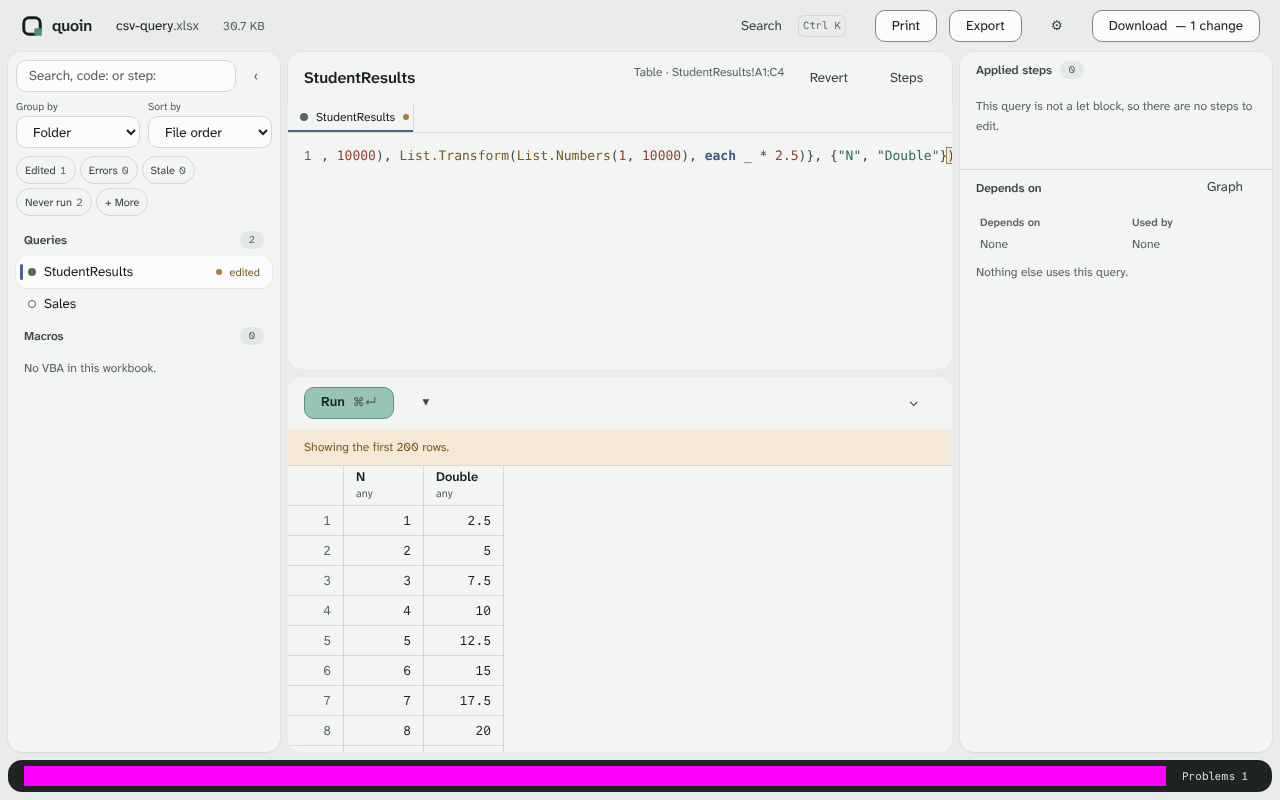 quoin csv-query.xlsx 30.7 KB Search Ctrl K Print Export ⚙ Download — 1 change
Search, code: or step: ‹
Group by Sort by
Folder File order
Edited 1 Errors 0 Stale 0
Never run 2 + More
Queries 2
StudentResults edited
Sales
Macros 0
No VBA in this workbook.
StudentResults Table · StudentResults!A1:C4 Revert Steps
StudentResults
1 , 10000), List.Transform(List.Numbers(1, 10000), each _ * 2.5)}, {"N", "Double"})
Run ⌘↵ ▼
Showing the first 200 rows.
N Double
any any
1 1 2.5
2 2 5
3 3 7.5
4 4 10
5 5 12.5
6 6 15
7 7 17.5
8 8 20
Applied steps 0
This query is not a let block, so there are no steps to
edit.
Depends on Graph
Depends on Used by
None None
Nothing else uses this query.
Problems 1